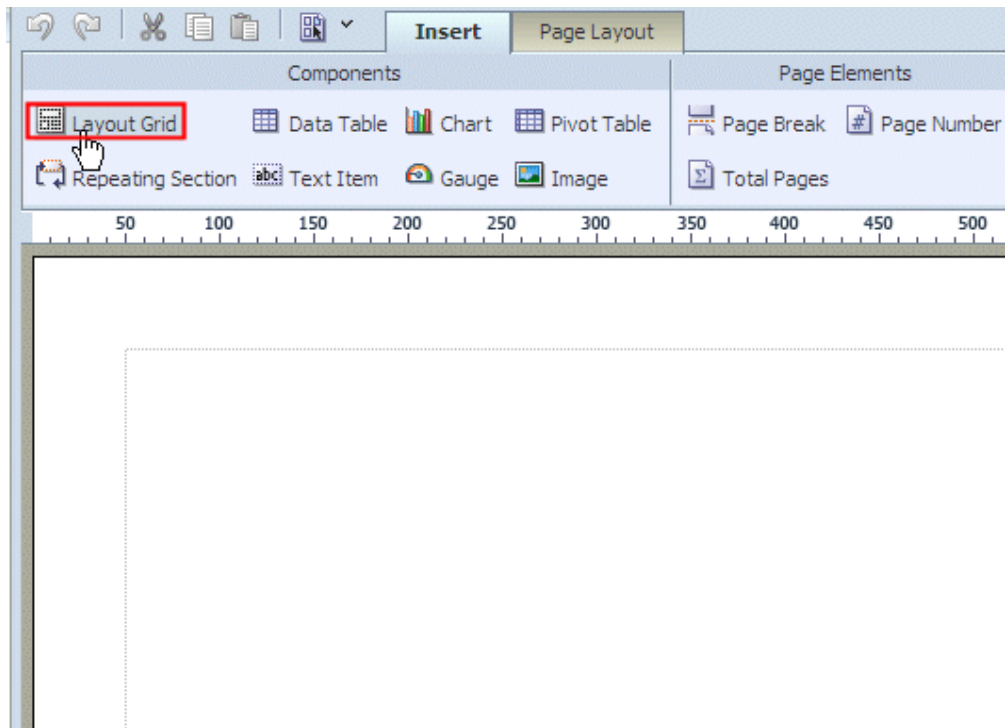 Insert Page Layout
Components Page Elements
Layout Grid Data Table Chart Pivot Table Page Break # Page Number
Repeating Section abc Text Item Gauge Image Σ Total Pages
50 100 150 200 250 300 350 400 450 500